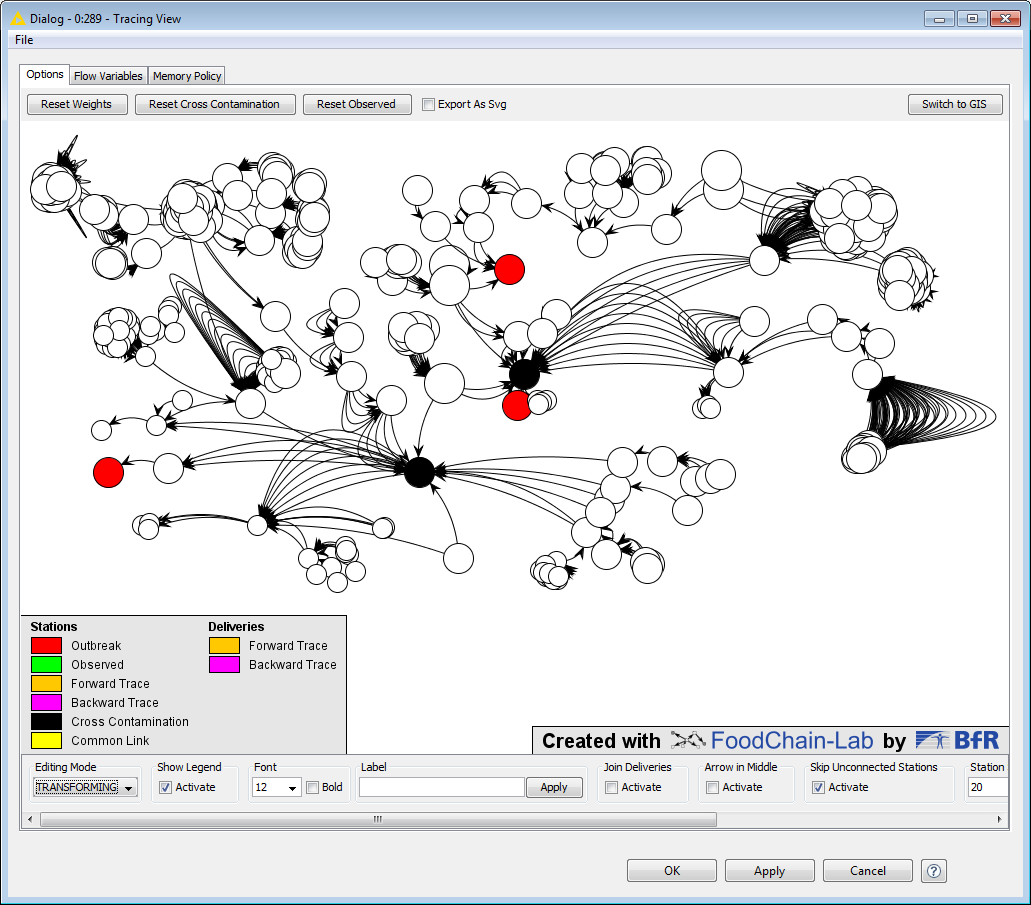 Dialog - 0:289 - Tracing View
File
Options Flow Variables Memory Policy
Reset Weights Reset Cross Contamination Reset Observed Export As Svg Switch to GIS
Stations Deliveries
Outbreak Forward Trace
Observed Backward Trace
Forward Trace
Backward Trace
Cross Contamination
Common Link
Created with FoodChain-Lab by BfR
Editing Mode Show Legend Font Label Join Deliveries Arrow in Middle Skip Unconnected Stations Station
TRANSFORMING Activate 12 Bold Apply Activate Activate Activate 20
OK Apply Cancel ?